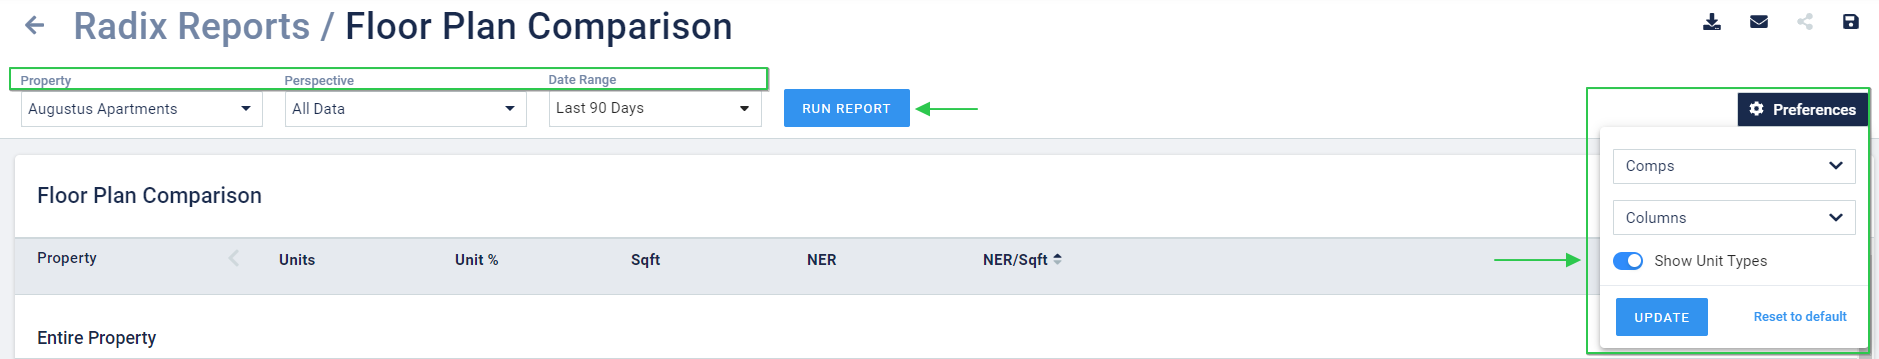 Radix Reports / Floor Plan Comparison
Property Perspective Date Range
Augustus Apartments All Data Last 90 Days RUN REPORT
Preferences
Comps
Columns
Show Unit Types
UPDATE Reset to default
Floor Plan Comparison
Property Units Unit % Sqft NER NER/Sqft
Entire Property